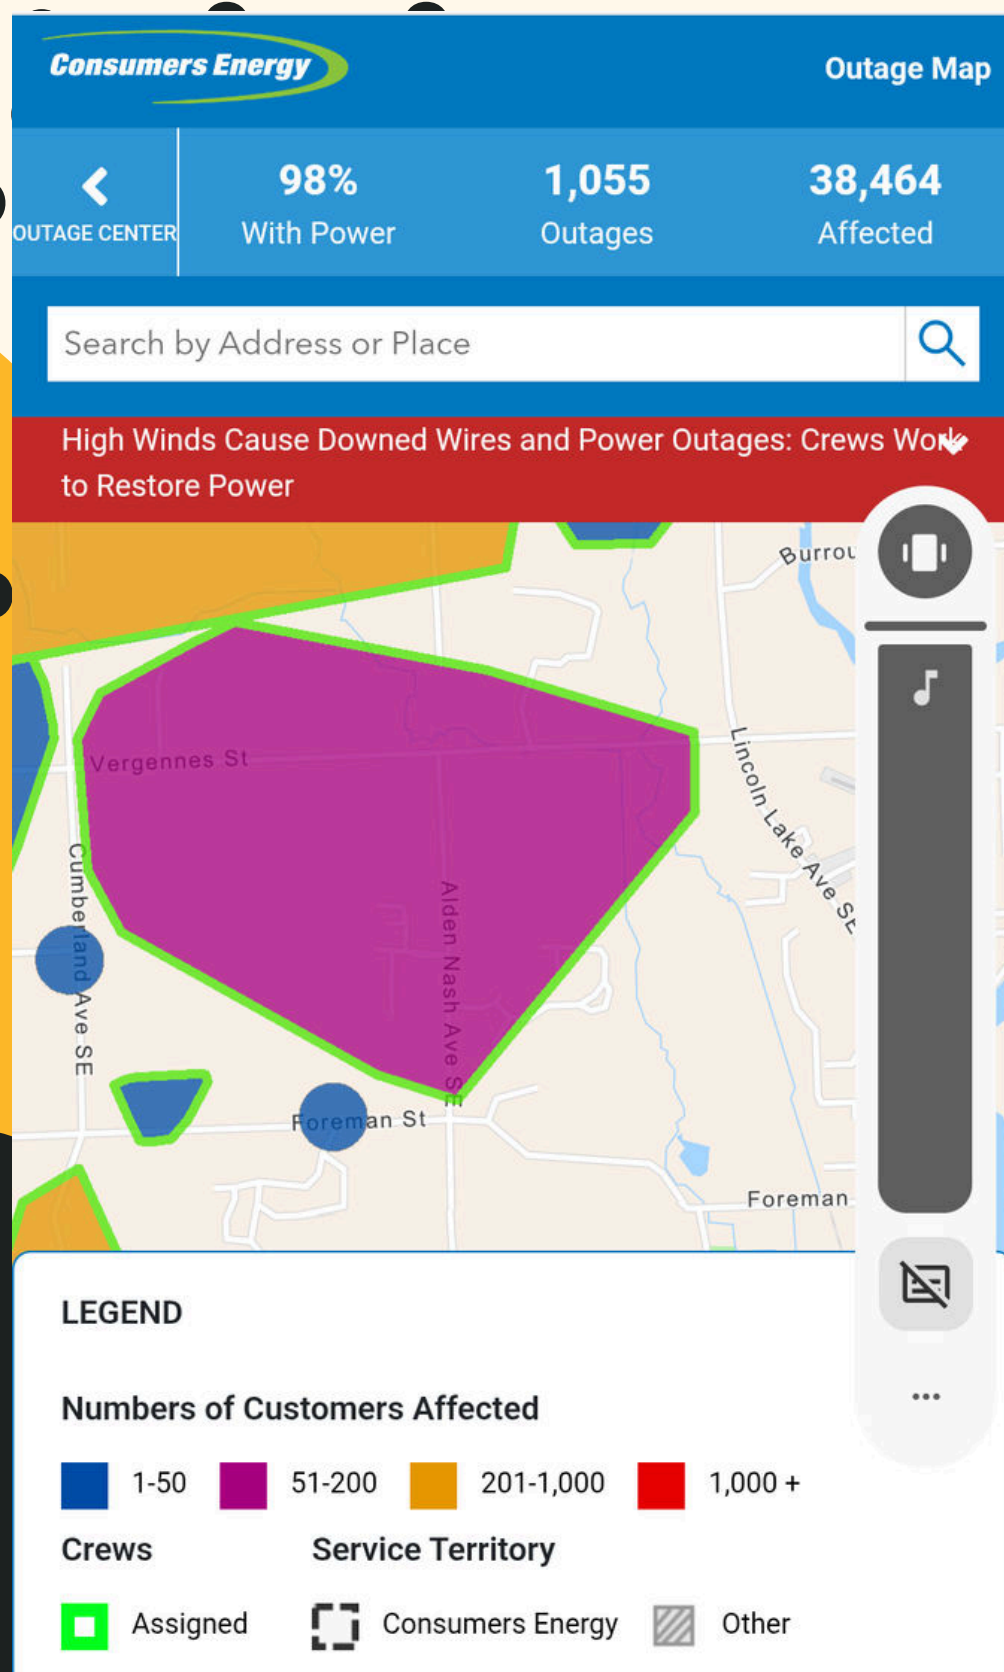 Consumers Energy
Outage Map
OUTAGE CENTER
98%
With Power
1,055
Outages
38,464
Affected
Search by Address or Place
High Winds Cause Downed Wires and Power Outages: Crews Work
to Restore Power
Burrou
Vergennes St
Lincoln Lake Ave SE
Cumberland Ave SE
Alden Nash Ave SE
Foreman St
Foreman
LEGEND
Numbers of Customers Affected
1-50 51-200 201-1,000 1,000 +
Crews Service Territory
Assigned Consumers Energy Other